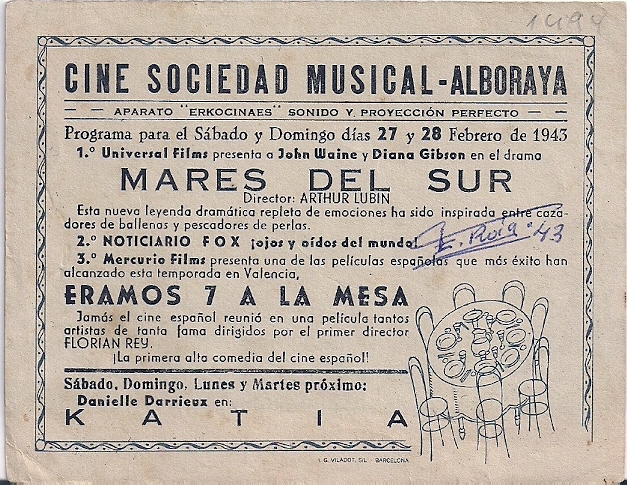 1494
CINE SOCIEDAD MUSICAL-ALBORAYA
APARATO "ERKOCINAES" SONIDO Y PROYECCIÓN PERFECTO
Programa para el Sábado y Domingo días 27 y 28 Febrero de 1943
1.º Universal Films presenta a John Waine y Diana Gibson en el drama
MARES DEL SUR
Director: ARTHUR LUBIN
Esta nueva leyenda dramática repleta de emociones ha sido inspirada entre caza-
dores de ballenas y pescadores de perlas.
2.º NOTICIARIO FOX ¡ojos y oídos del mundo!
E. Roig '43
3.º Mercurio Films presenta una de las películas españolas que más éxito han
alcanzado esta temporada en Valencia,
ERAMOS 7 A LA MESA
Jamás el cine español reunió en una película tantos
artistas de tanta fama dirigidos por el primer director
FLORIAN REY.
¡La primera alta comedia del cine español!
Sábado, Domingo, Lunes y Martes próximo:
Danielle Darrieux en:
KATIA
I. G. VILADOT, S/L - BARCELONA